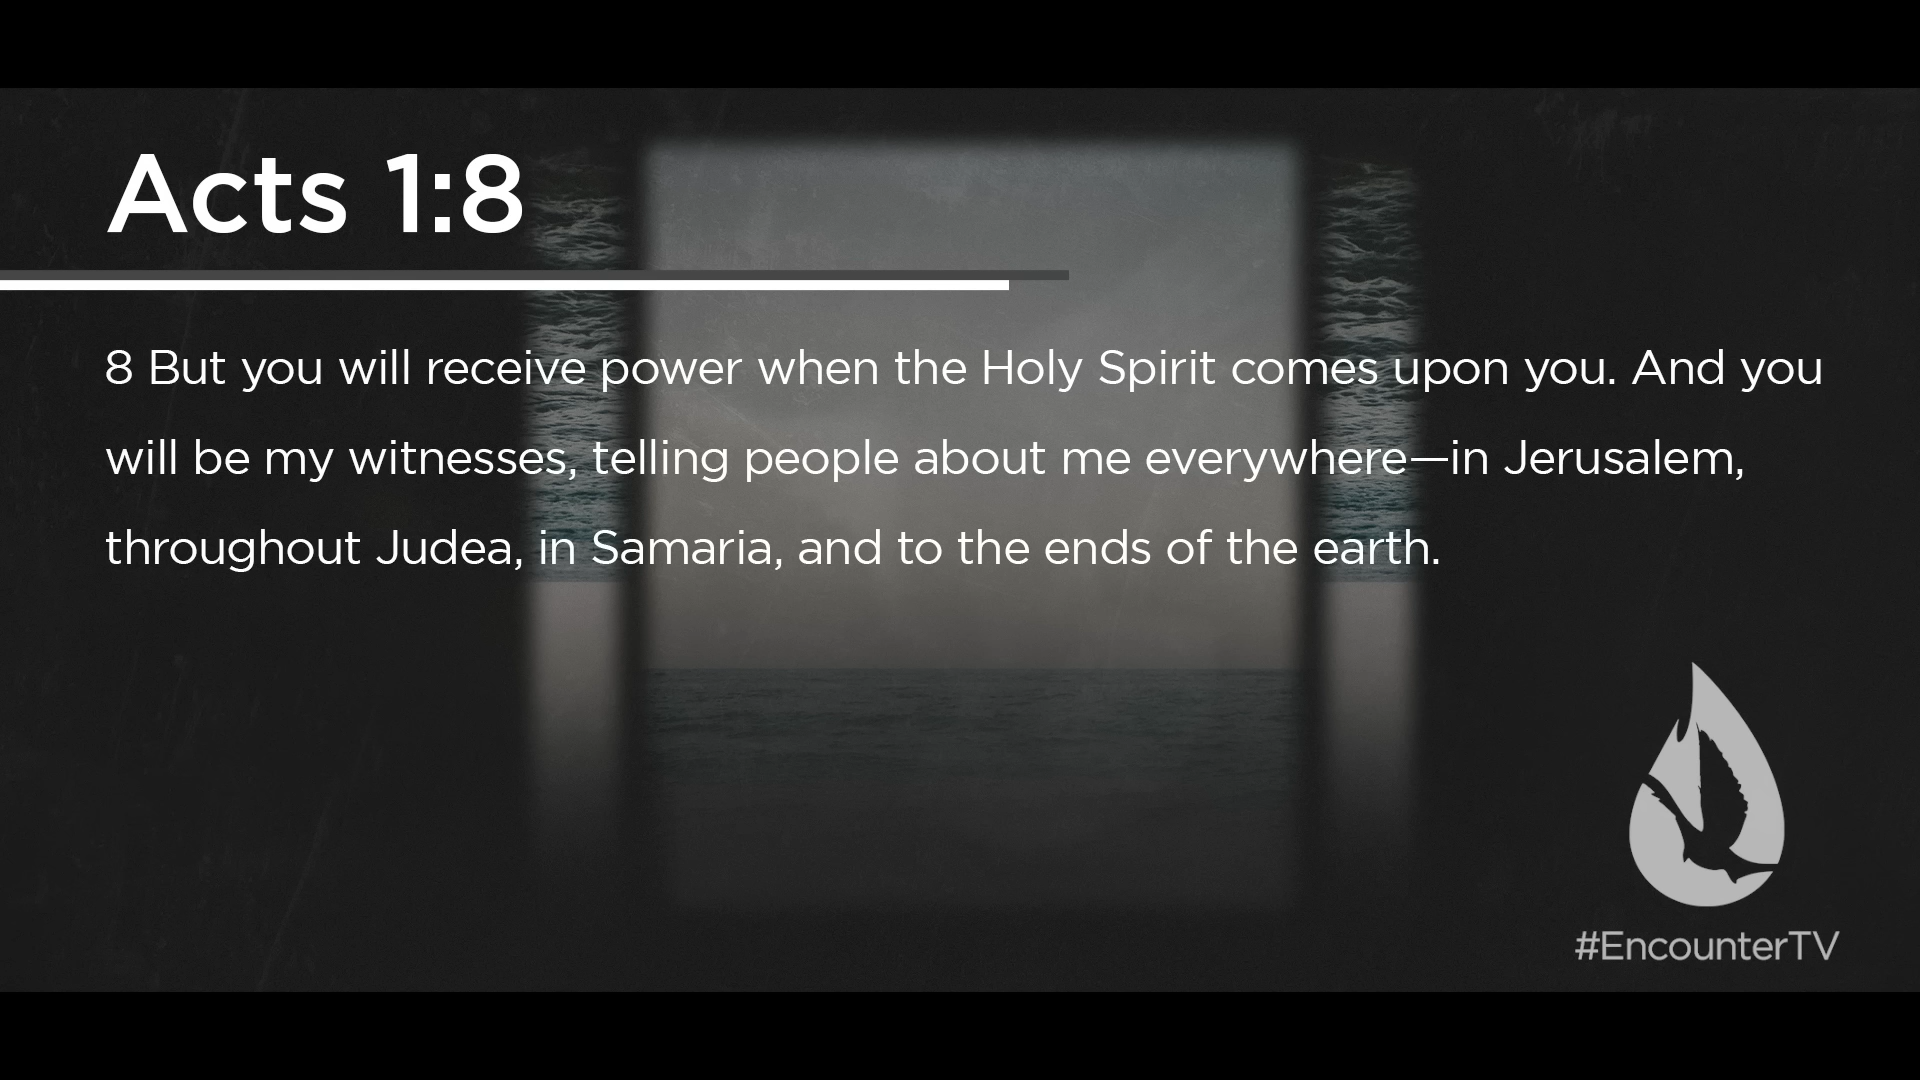 Acts 1:8
8 But you will receive power when the Holy Spirit comes upon you. And you
will be my witnesses, telling people about me everywhere—in Jerusalem,
throughout Judea, in Samaria, and to the ends of the earth.
#EncounterTV